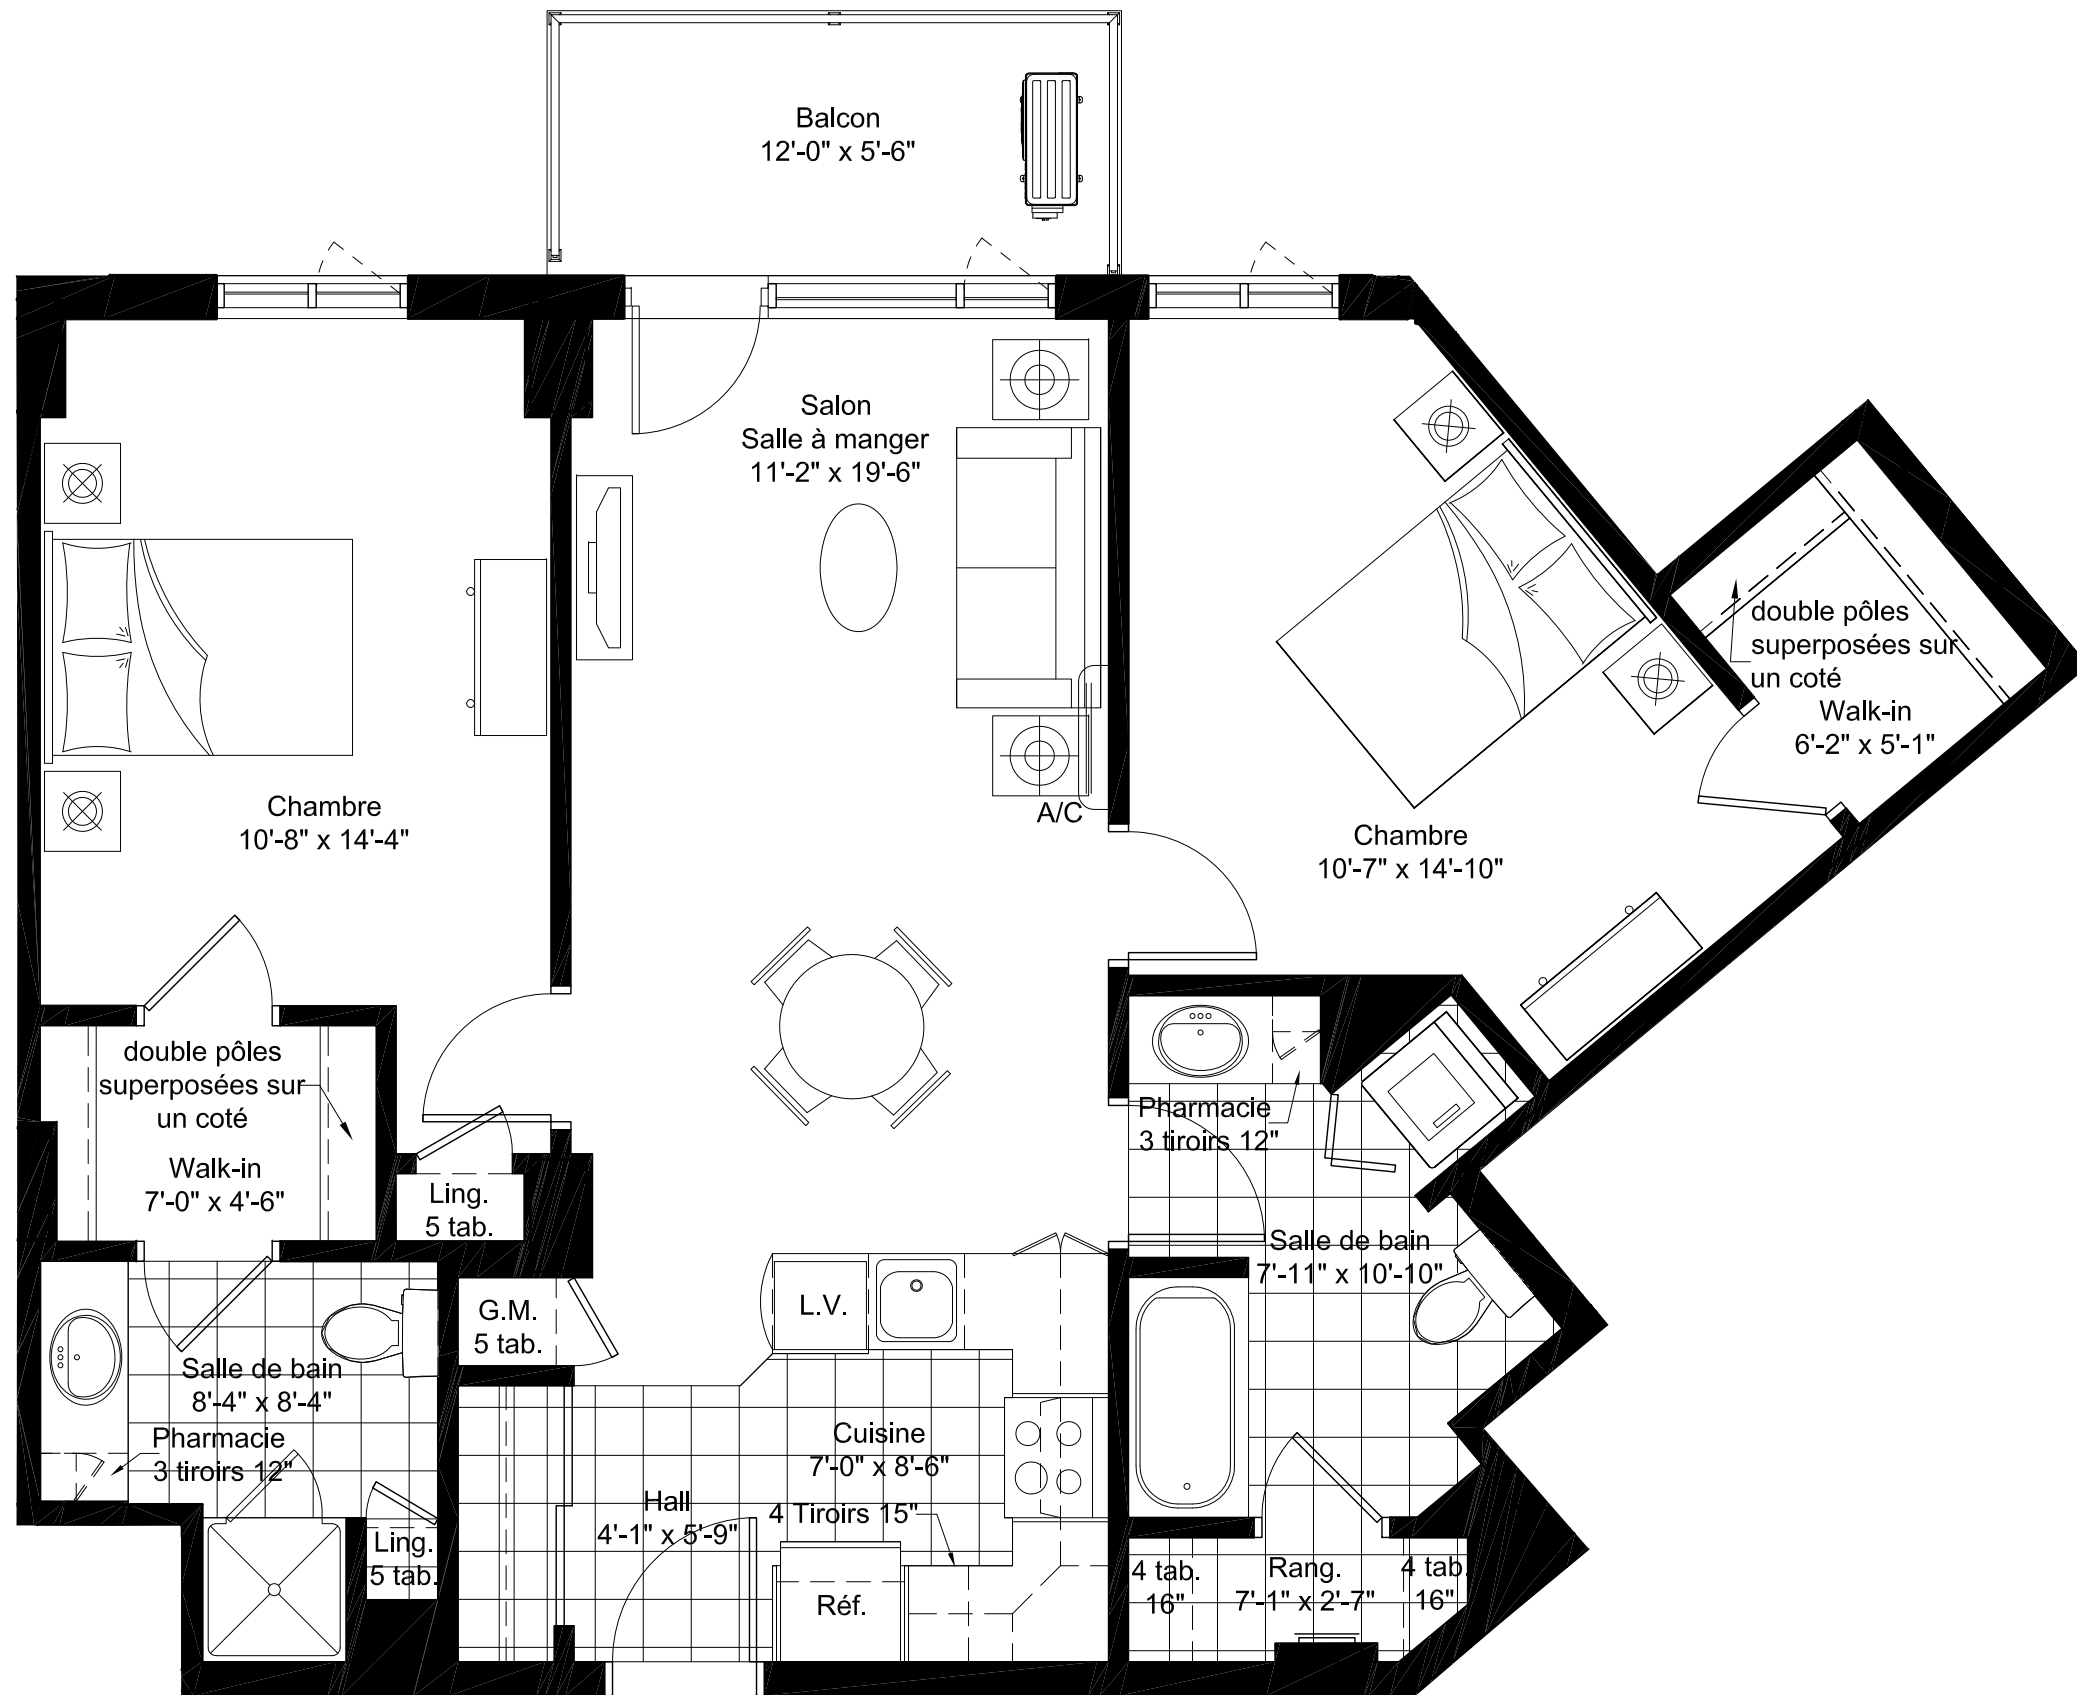 Balcon
12'-0" x 5'-6"
Salon
Salle à manger
11'-2" x 19'-6"
A/C
Chambre
10'-8" x 14'-4"
Chambre
10'-7" x 14'-10"
double pôles
superposées sur
un coté
Walk-in
6'-2" x 5'-1"
double pôles
superposées sur
un coté
Walk-in
7'-0" x 4'-6"
Ling.
5 tab.
Pharmacie
3 tiroirs 12"
Salle de bain
7'-11" x 10'-10"
G.M.
5 tab.
L.V.
Salle de bain
8'-4" x 8'-4"
Pharmacie
3 tiroirs 12"
Ling.
5 tab.
Cuisine
7'-0" x 8'-6"
4 Tiroirs 15"
Hall
4'-1" x 5'-9"
Réf.
4 tab.
16"
Rang.
7'-1" x 2'-7"
4 tab.
16"